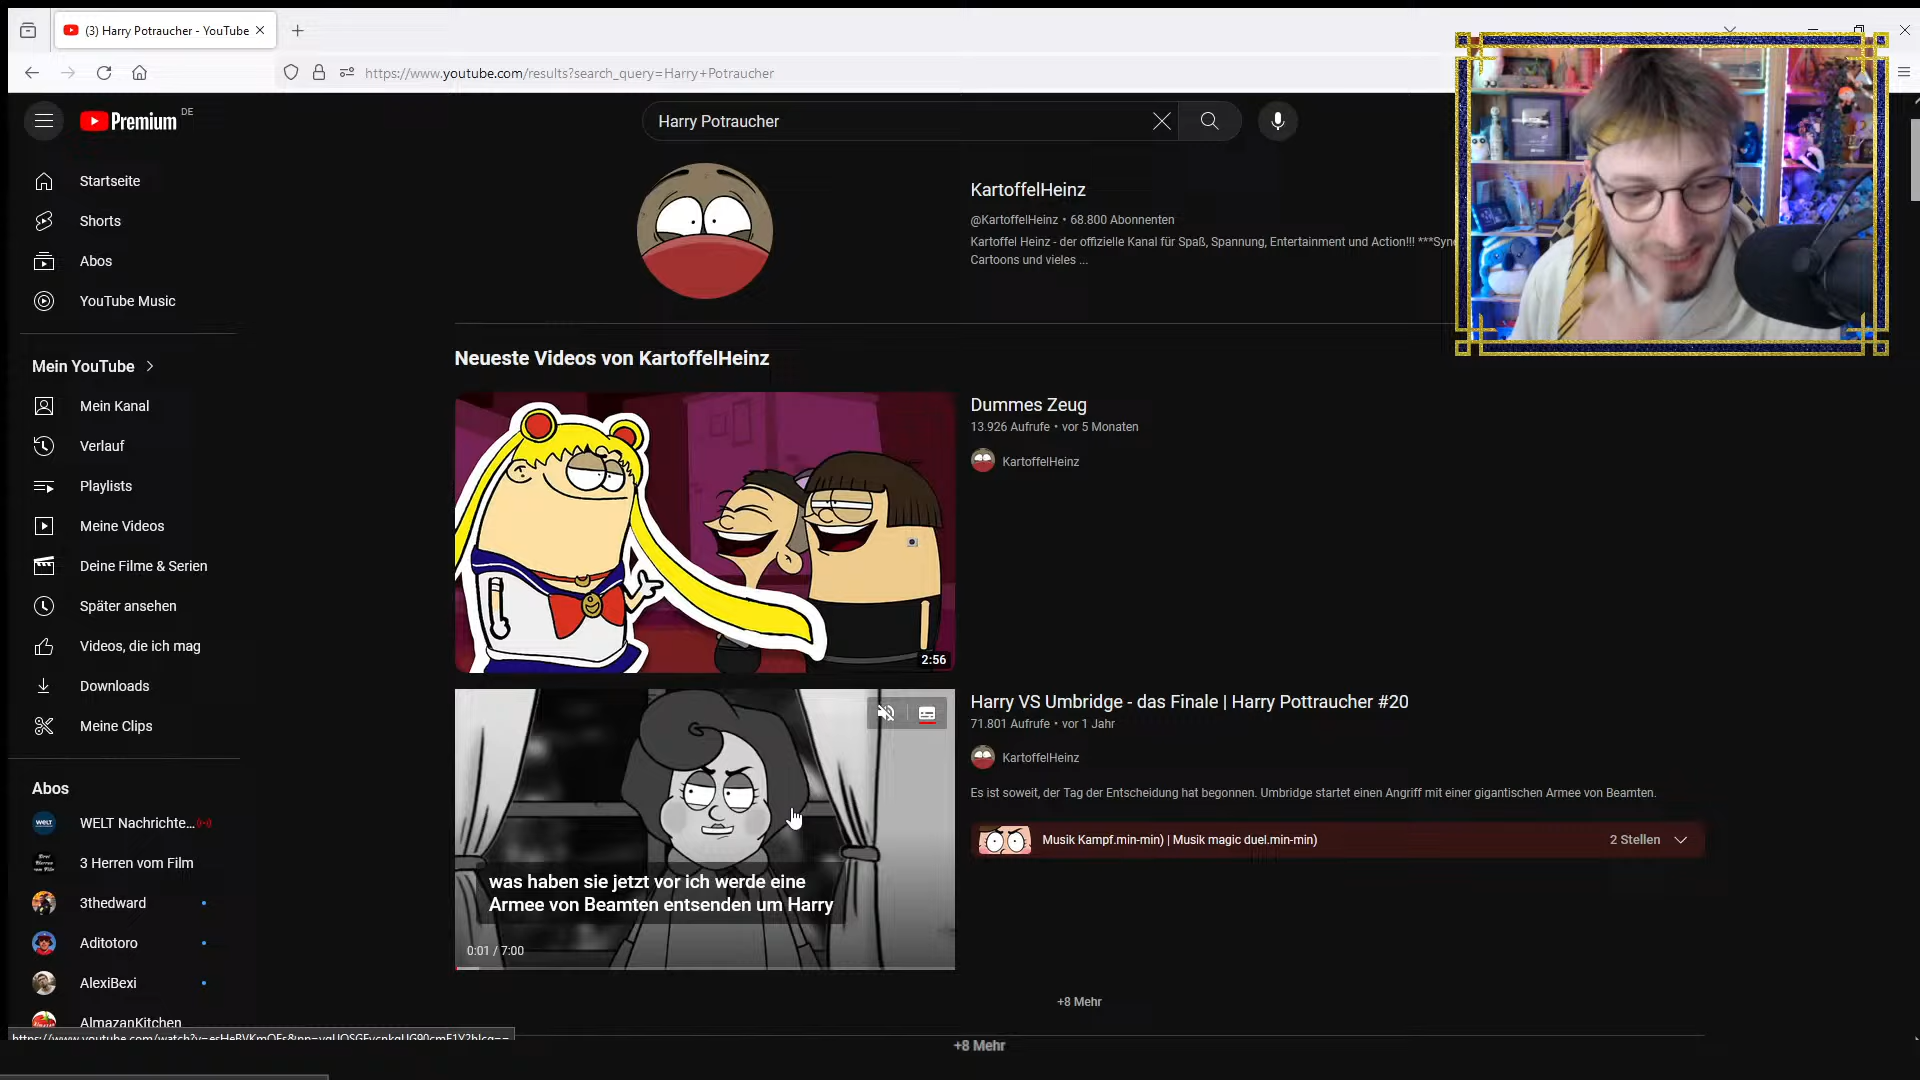 (3) Harry Potraucher - YouTube
https://www.youtube.com/results?search_query=Harry+Potraucher
Premium DE
Harry Potraucher
Startseite
Shorts
Abos
YouTube Music
Mein YouTube
Mein Kanal
Verlauf
Playlists
Meine Videos
Deine Filme & Serien
Später ansehen
Videos, die ich mag
Downloads
Meine Clips
Abos
WELT Nachrichte...
3 Herren vom Film
3thedward
Aditotoro
AlexiBexi
AlmazanKitchen
KartoffelHeinz
@KartoffelHeinz • 68.800 Abonnenten
Kartoffel Heinz - der offizielle Kanal für Spaß, Spannung, Entertainment und Action!!!
Cartoons und vieles ...
Neueste Videos von KartoffelHeinz
2:56
Dummes Zeug
13.926 Aufrufe • vor 5 Monaten
KartoffelHeinz
was haben sie jetzt vor ich werde eine
Armee von Beamten entsenden um Harry
0:01 / 7:00
Harry VS Umbridge - das Finale | Harry Pottraucher #20
71.801 Aufrufe • vor 1 Jahr
KartoffelHeinz
Es ist soweit, der Tag der Entscheidung hat begonnen. Umbridge startet einen Angriff mit einer gigantischen Armee von Beamten.
Musik Kampf.min-min) | Musik magic duel.min-min)
2 Stellen
+8 Mehr
+8 Mehr